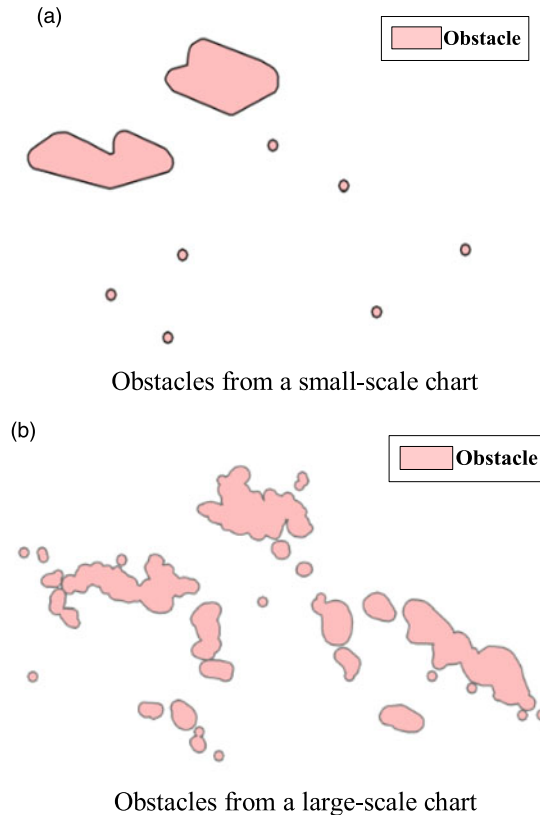 (a)
Obstacle
Obstacles from a small-scale chart
(b)
Obstacle
Obstacles from a large-scale chart